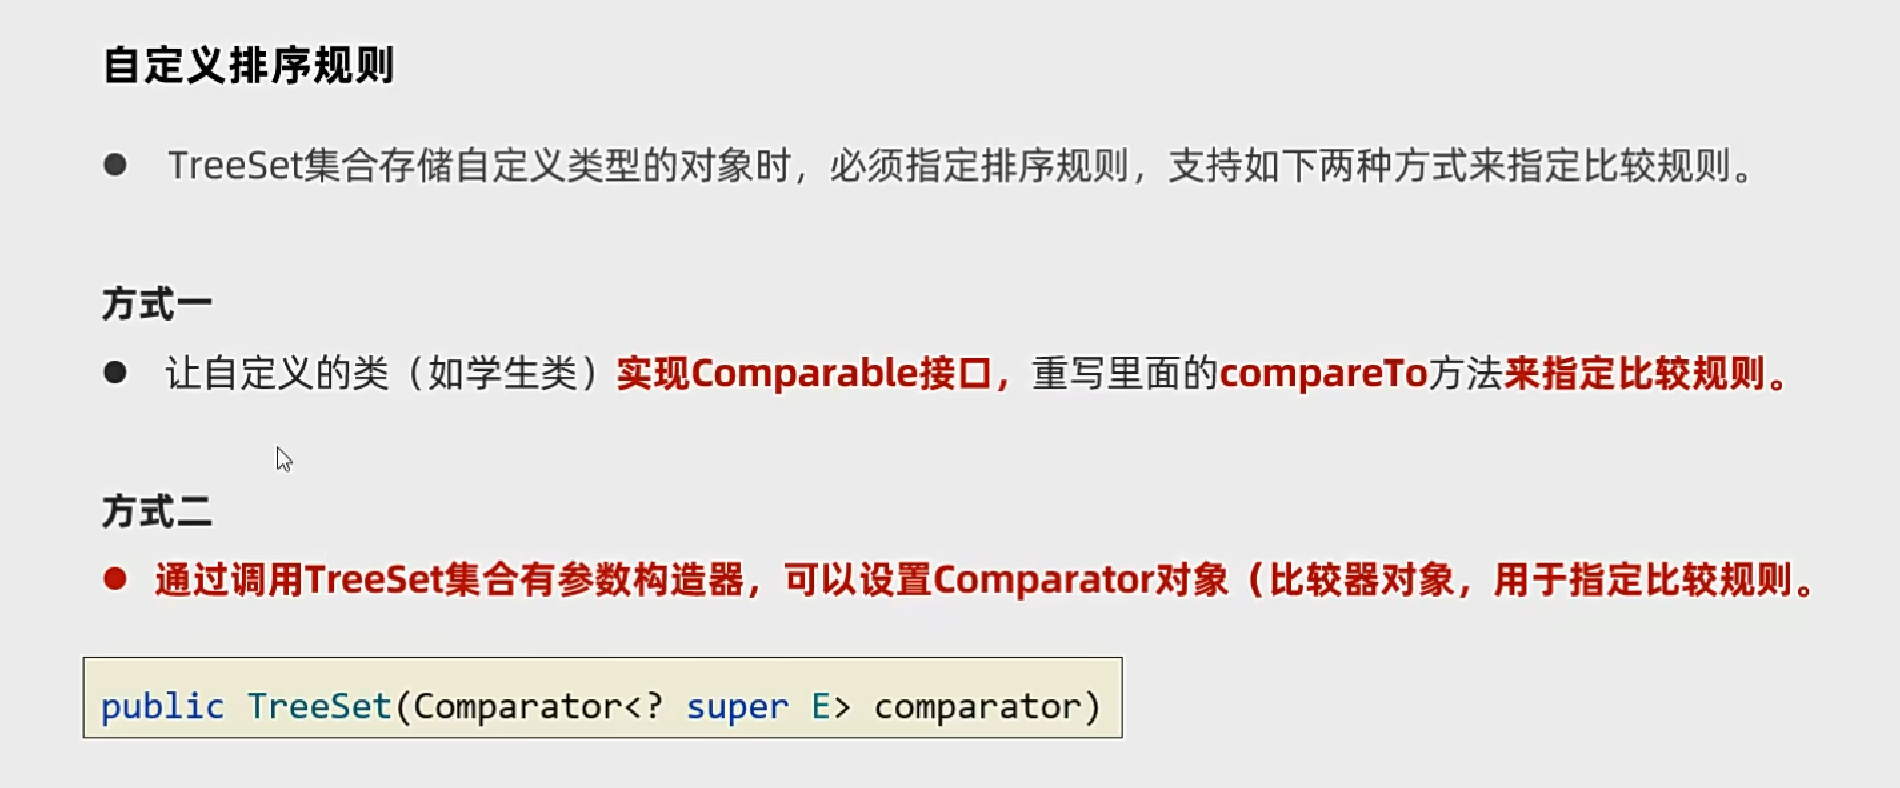 自定义排序规则
● TreeSet集合存储自定义类型的对象时，必须指定排序规则，支持如下两种方式来指定比较规则。
方式一
● 让自定义的类（如学生类）实现Comparable接口，重写里面的compareTo方法来指定比较规则。
方式二
● 通过调用TreeSet集合有参数构造器，可以设置Comparator对象（比较器对象，用于指定比较规则。
public TreeSet(Comparator<? super E> comparator)